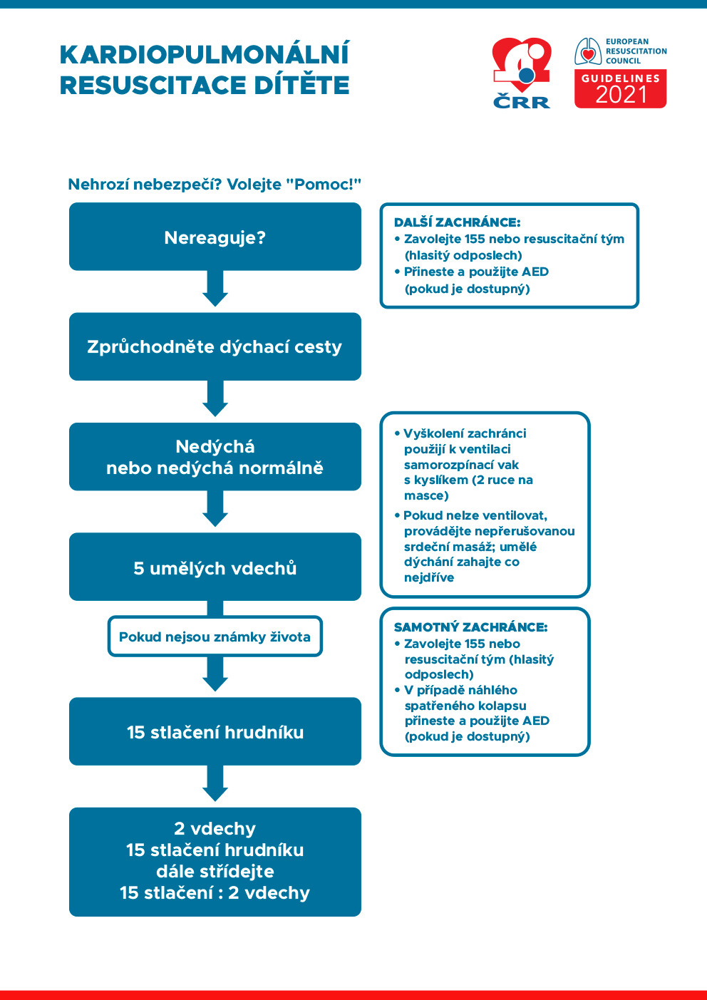 KARDIOPULMONÁLNÍ
RESUSCITACE DÍTĚTE
ČRR
EUROPEAN
RESUSCITATION
COUNCIL
GUIDELINES
2021
Nehrozí nebezpečí? Volejte "Pomoc!"
Nereaguje?
DALŠÍ ZACHRÁNCE:
• Zavolejte 155 nebo resuscitační tým
(hlasitý odposlech)
• Přineste a použijte AED
(pokud je dostupný)
Zprůchodněte dýchací cesty
Nedýchá
nebo nedýchá normálně
• Vyškolení zachránci
použijí k ventilaci
samorozpínací vak
s kyslíkem (2 ruce na
masce)
• Pokud nelze ventilovat,
provádějte nepřerušovanou
srdeční masáž; umělé
dýchání zahajte co
nejdříve
5 umělých vdechů
Pokud nejsou známky života
SAMOTNÝ ZACHRÁNCE:
• Zavolejte 155 nebo
resuscitační tým (hlasitý
odposlech)
• V případě náhlého
spatřeného kolapsu
přineste a použijte AED
(pokud je dostupný)
15 stlačení hrudníku
2 vdechy
15 stlačení hrudníku
dále střídejte
15 stlačení : 2 vdechy